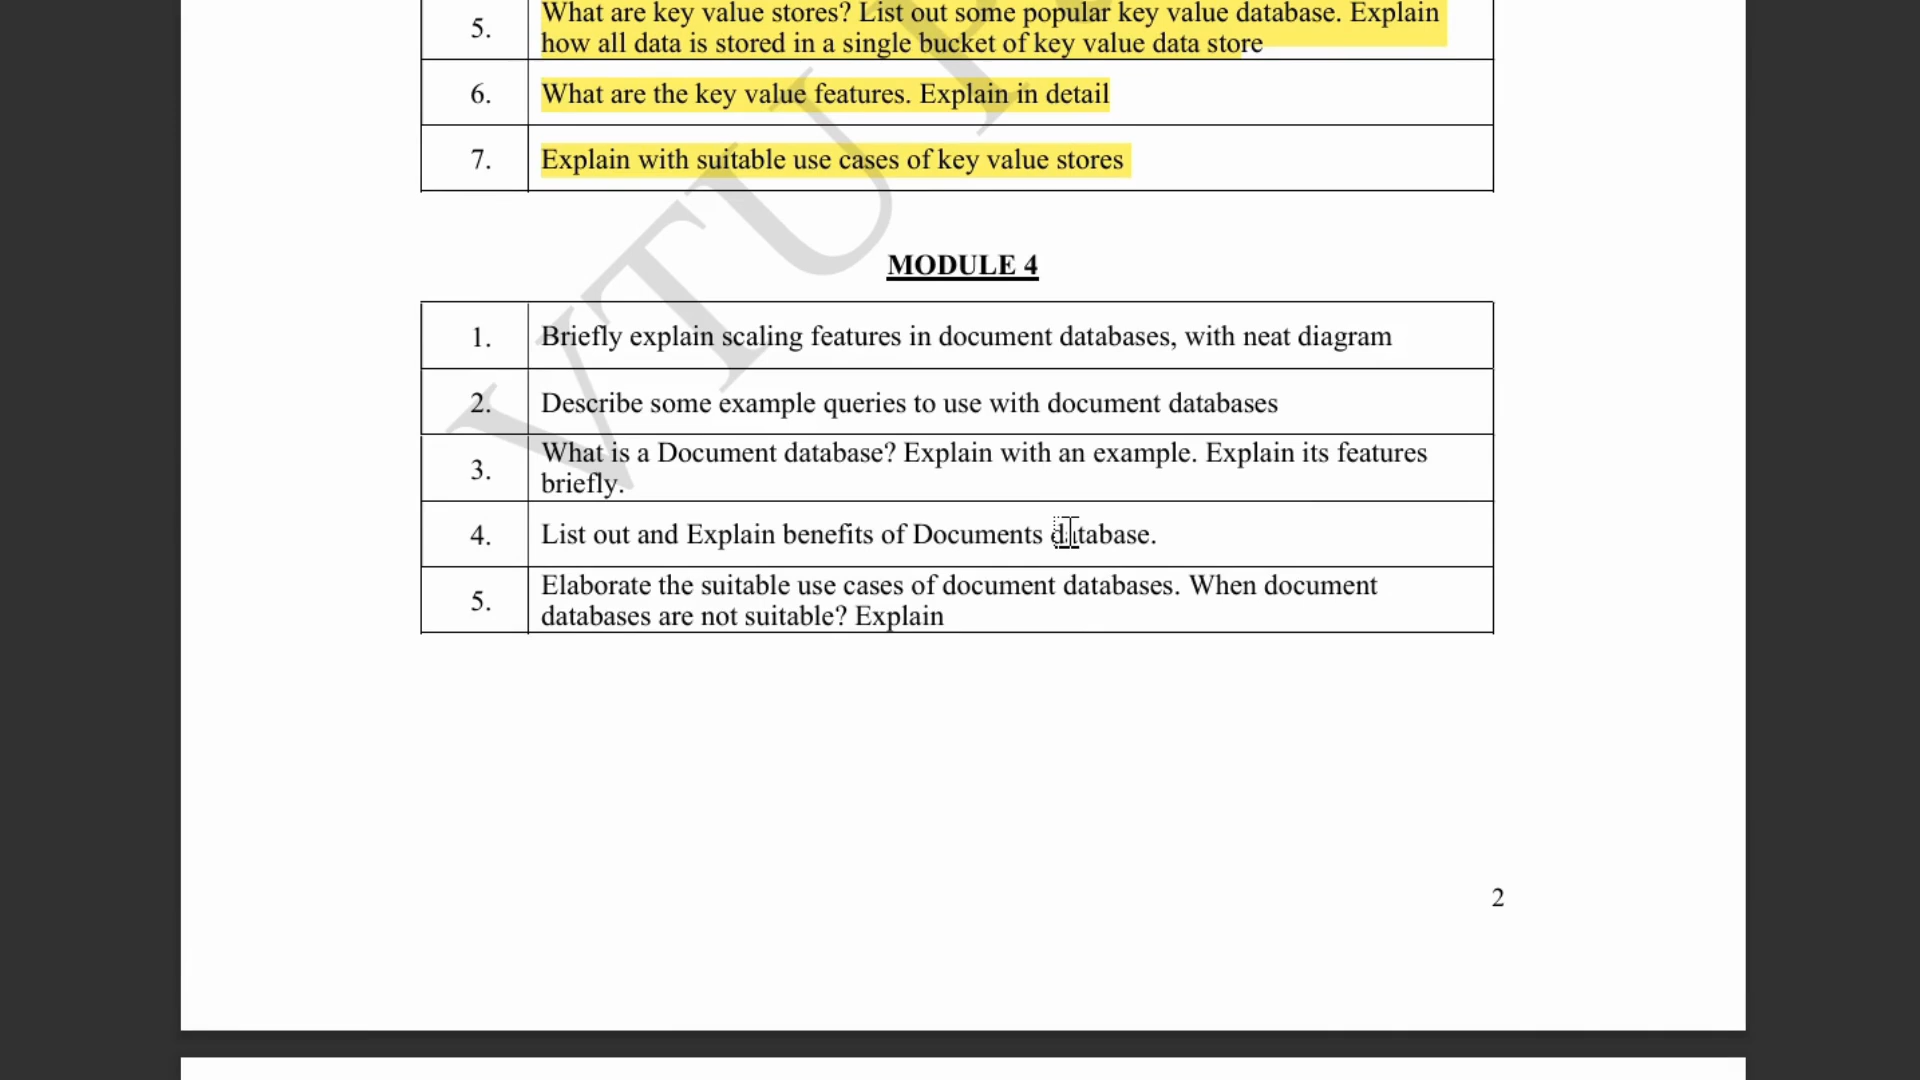 5. What are key value stores? List out some popular key value database. Explain
how all data is stored in a single bucket of key value data store
6. What are the key value features. Explain in detail
7. Explain with suitable use cases of key value stores
MODULE 4
1. Briefly explain scaling features in document databases, with neat diagram
2. Describe some example queries to use with document databases
3. What is a Document database? Explain with an example. Explain its features
briefly.
4. List out and Explain benefits of Documents database.
5. Elaborate the suitable use cases of document databases. When document
databases are not suitable? Explain
2
VTU